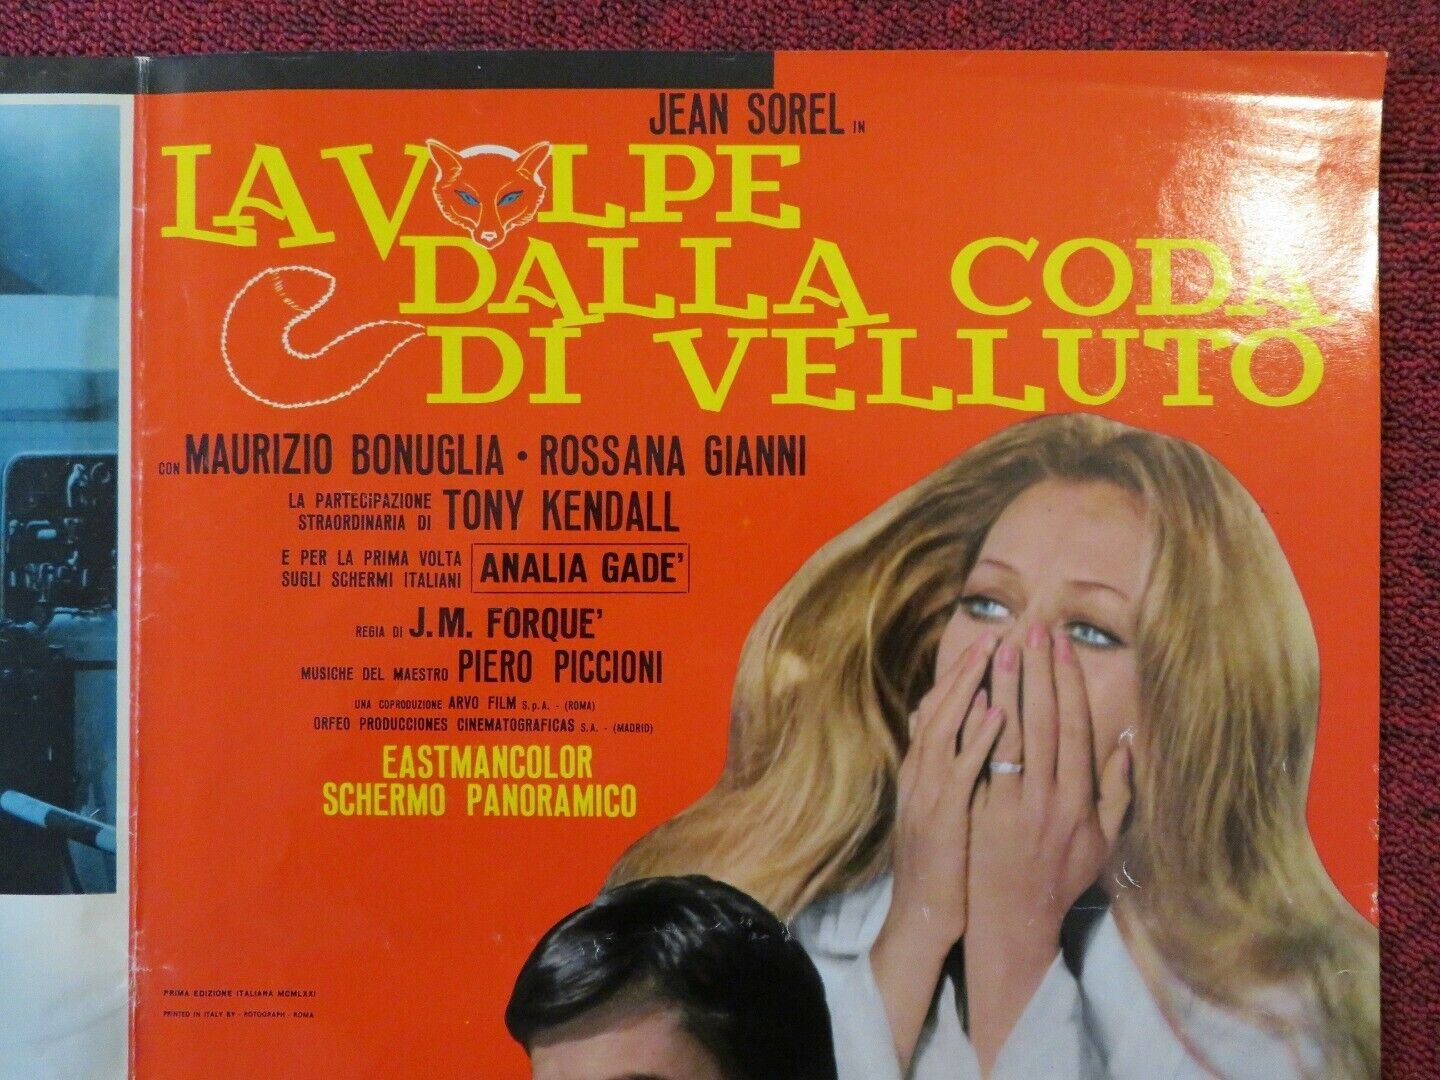 JEAN SOREL IN
LA VOLPE
DALLA CODA
DI VELLUTO
CON MAURIZIO BONUGLIA • ROSSANA GIANNI
LA PARTECIPAZIONE
STRAORDINARIA DI TONY KENDALL
E PER LA PRIMA VOLTA
SUGLI SCHERMI ITALIANI ANALIA GADE'
REGIA DI J.M. FORQUE'
MUSICHE DEL MAESTRO PIERO PICCIONI
UNA COPRODUZIONE ARVO FILM S.p.A. - (ROMA)
ORFEO PRODUCCIONES CINEMATOGRAFICAS S.A. - (MADRID)
EASTMANCOLOR
SCHERMO PANORAMICO
PRIMA EDIZIONE ITALIANA MCMLXXI
PRINTED IN ITALY BY - ROTOGRAPH - ROMA